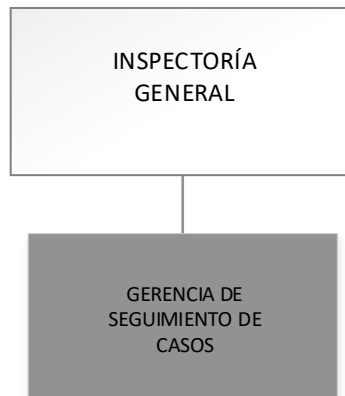 INSPECTORÍA
GENERAL
GERENCIA DE
SEGUIMIENTO DE
CASOS